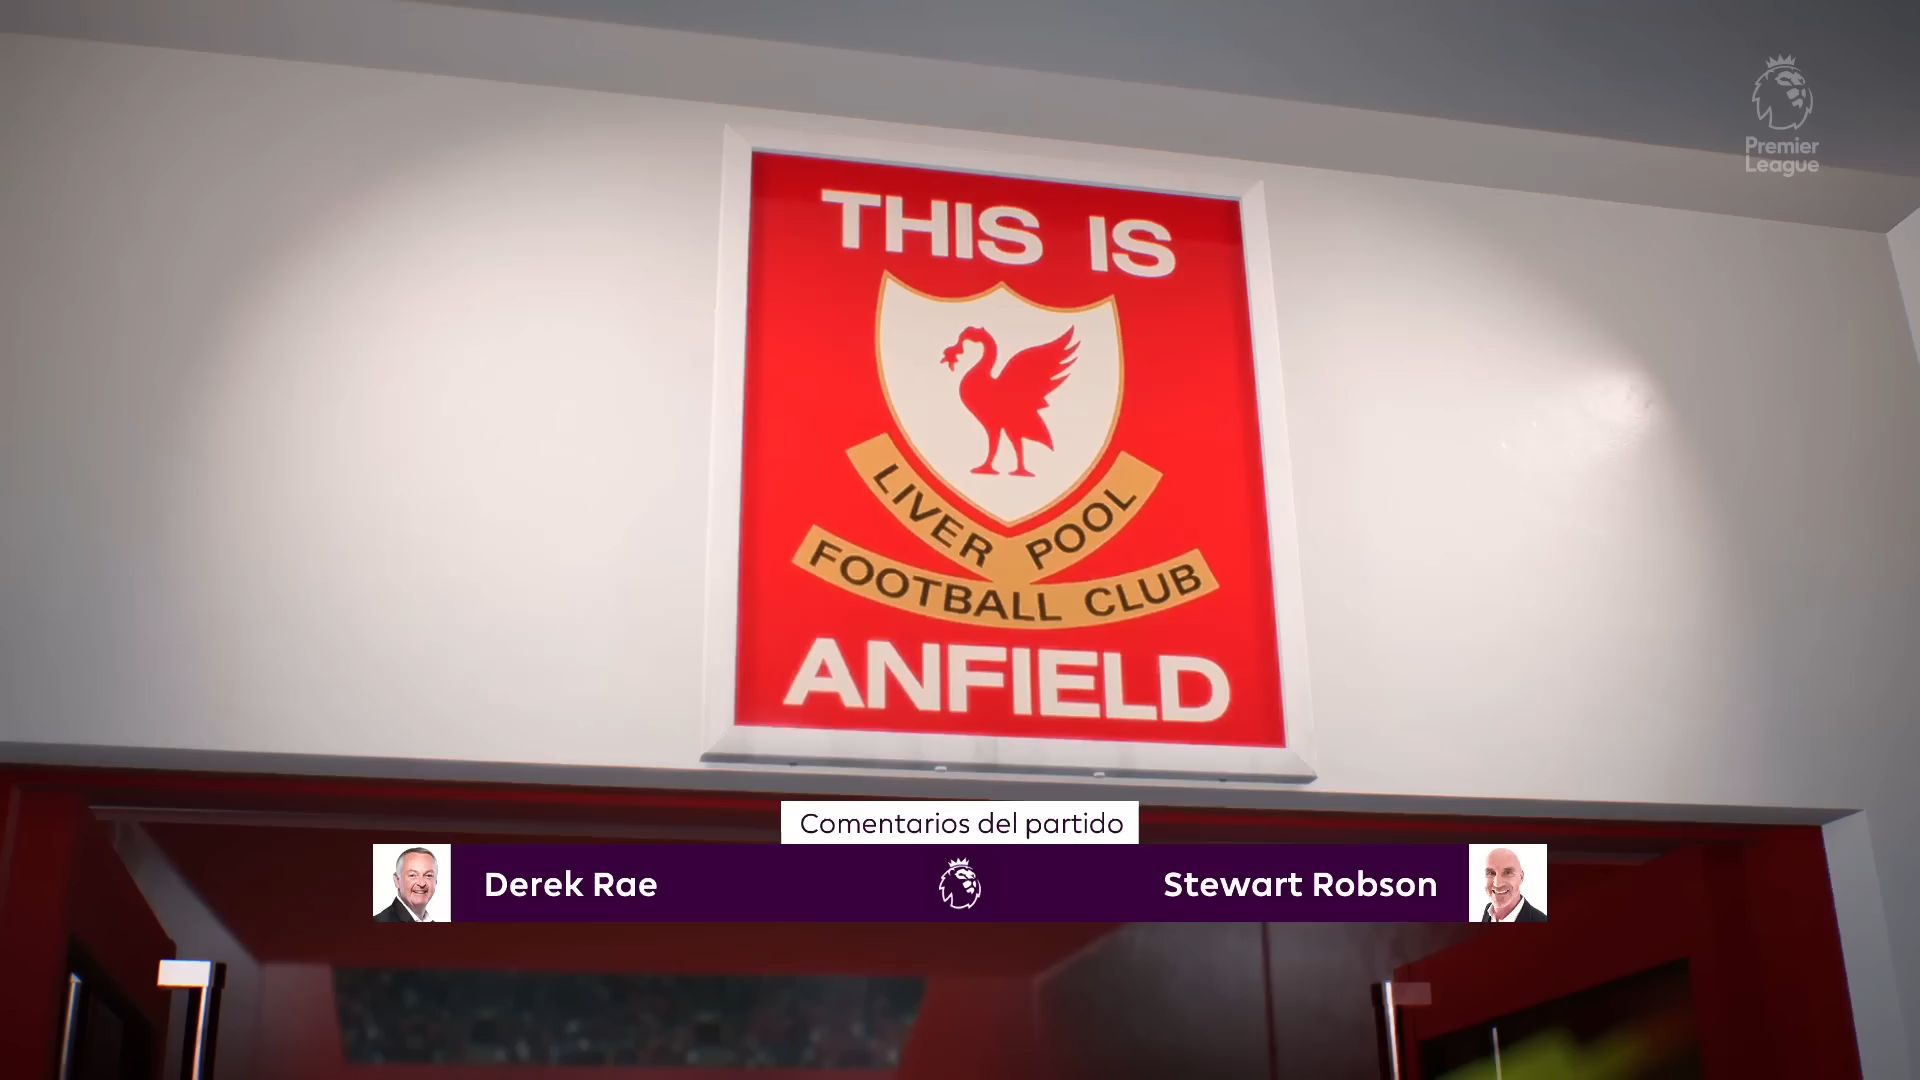 Premier
League
THIS IS
LIVER POOL
FOOTBALL CLUB
ANFIELD
Comentarios del partido
Derek Rae
Stewart Robson